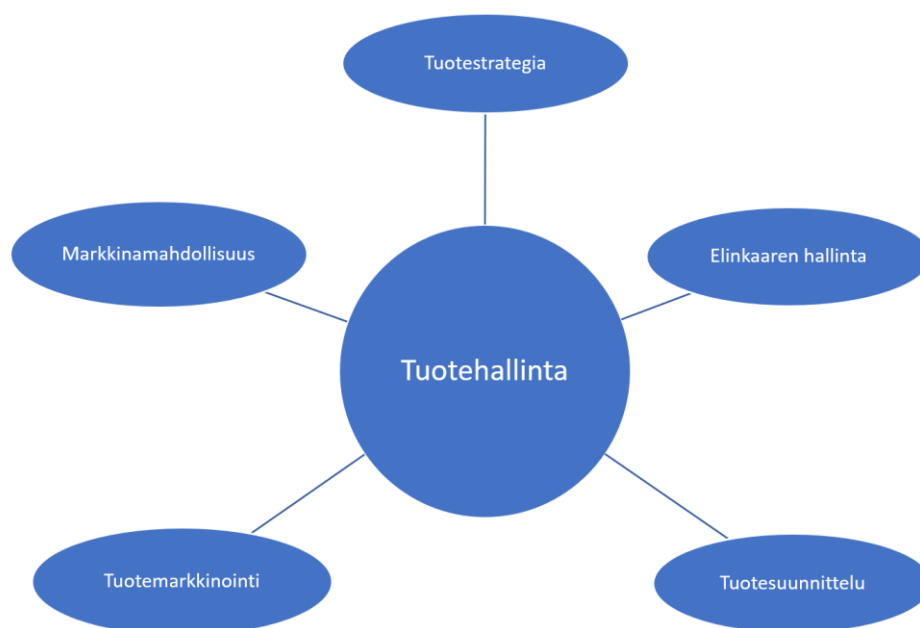 Tuotestrategia
Markkinamahdollisuus
Elinkaaren hallinta
Tuotehallinta
Tuotemarkkinointi
Tuotesuunnittelu